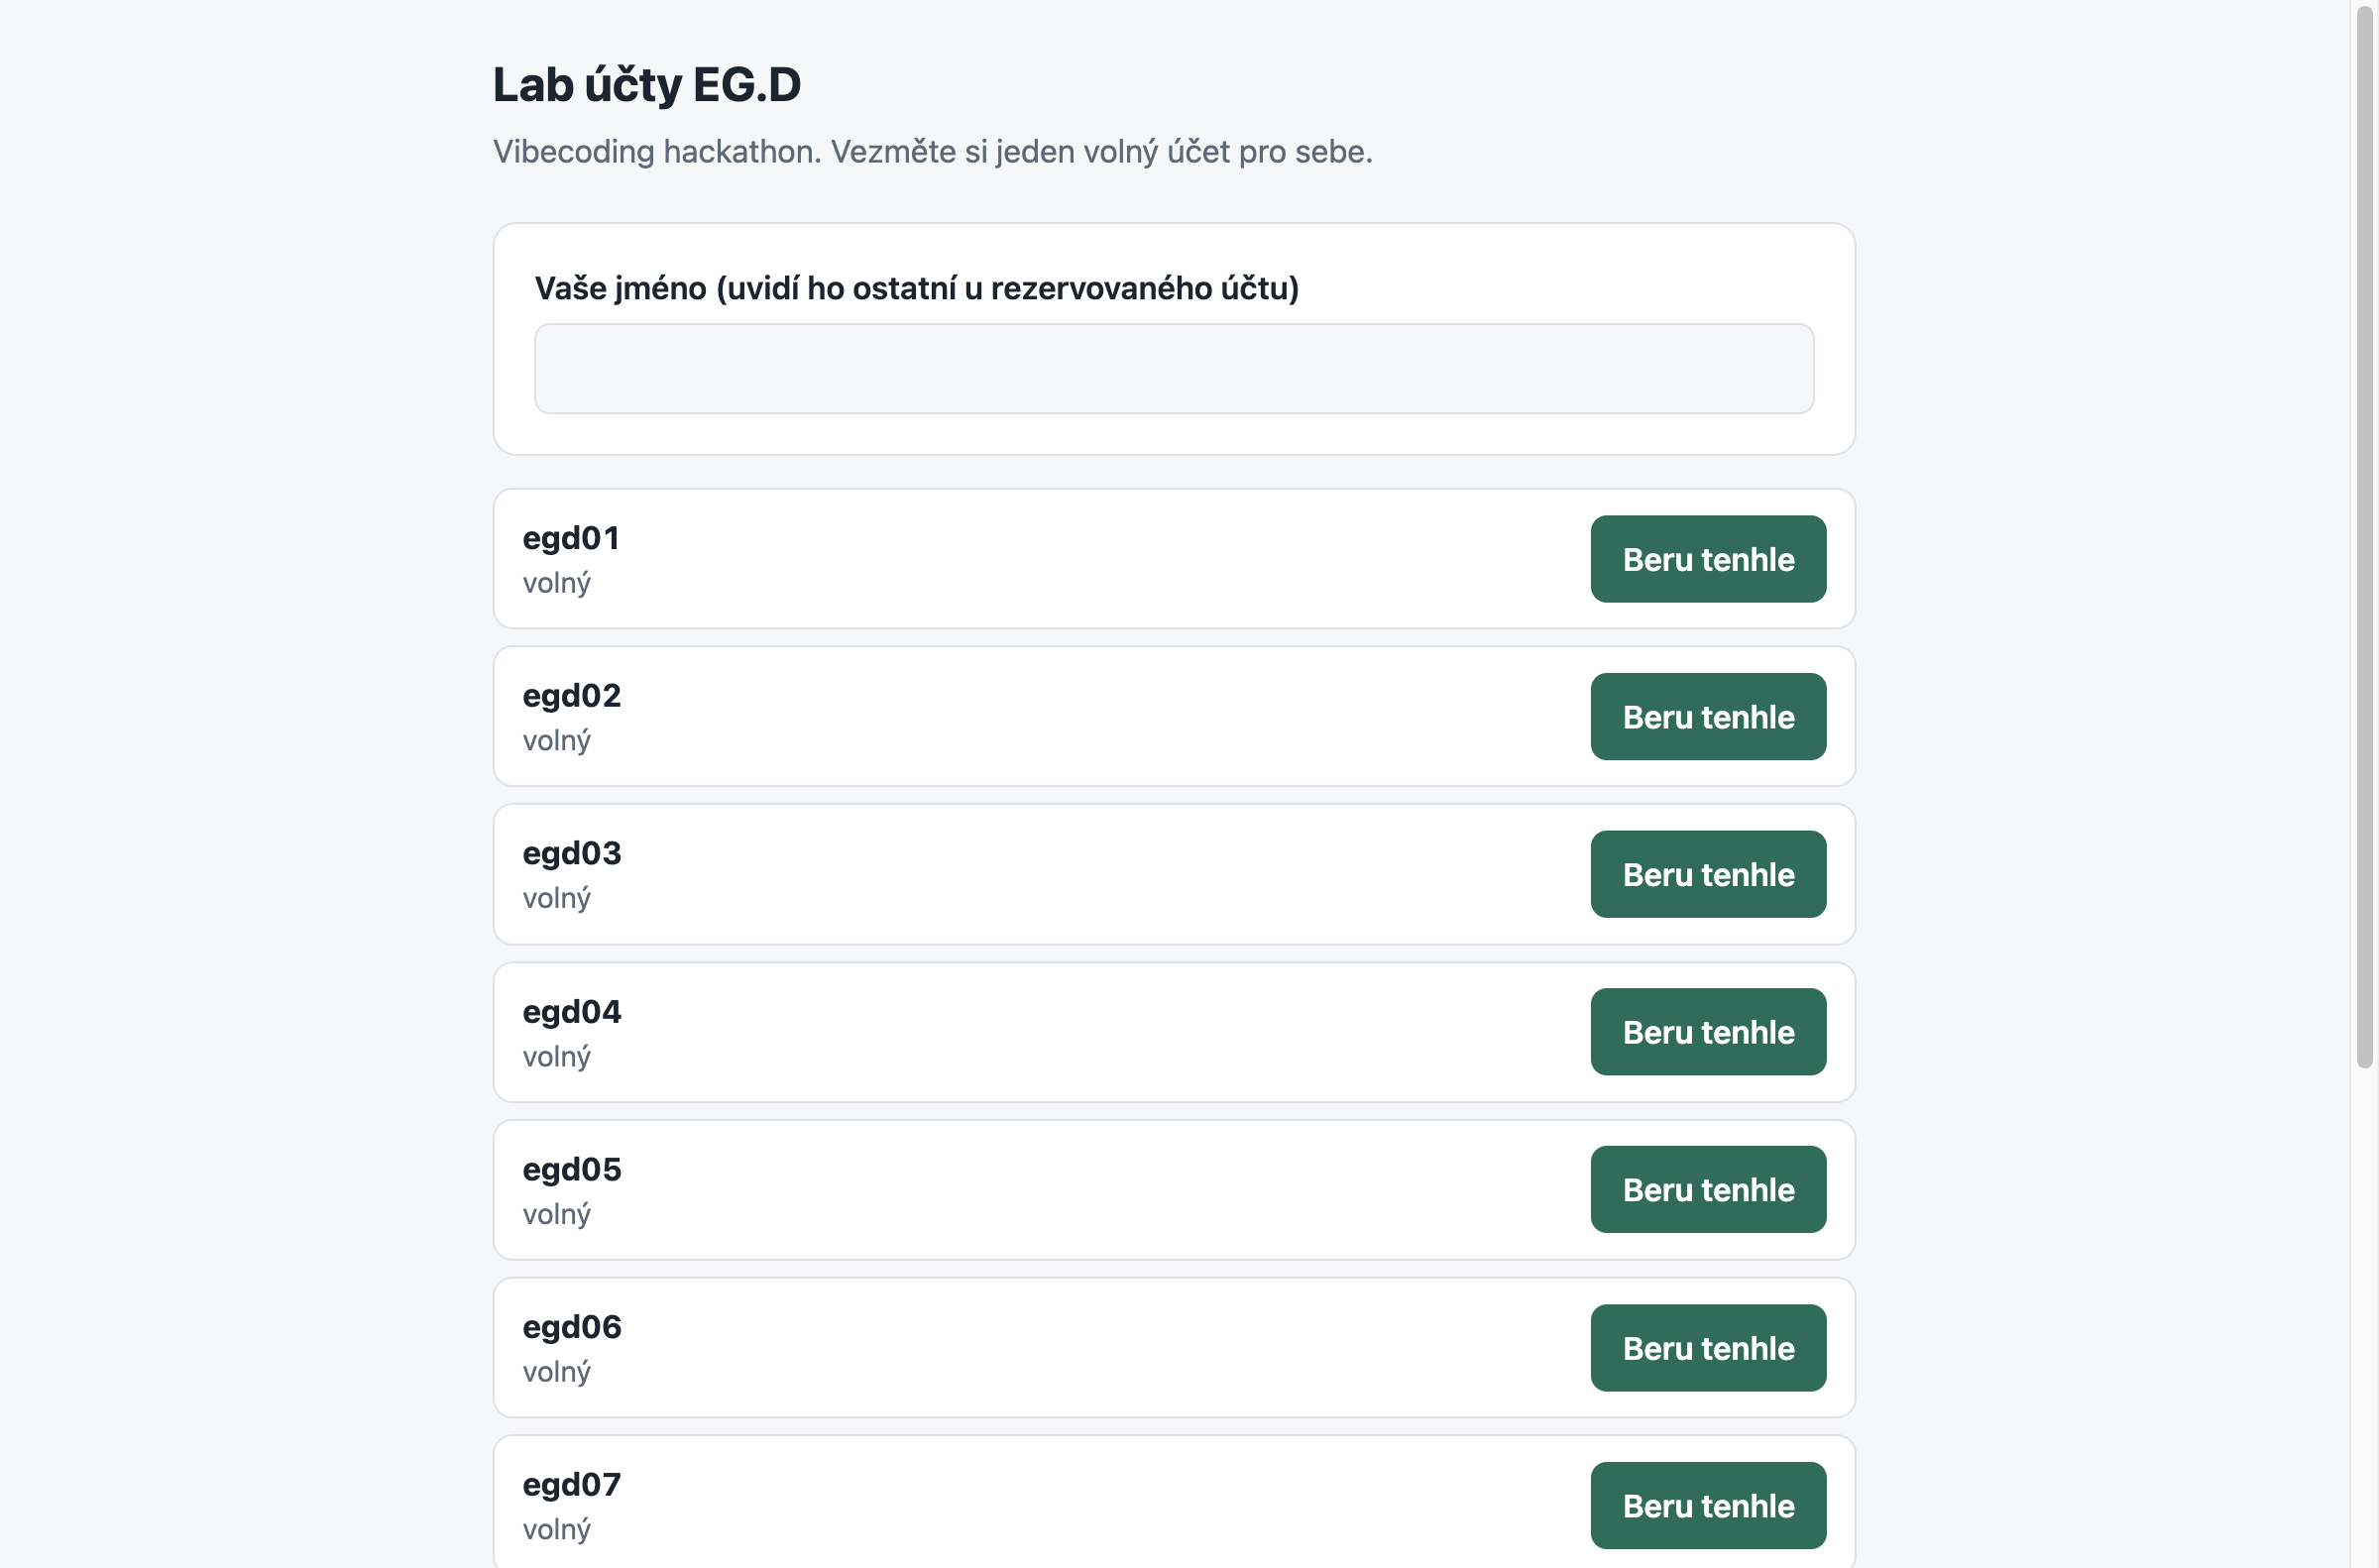 Lab účty EG.D
Vibecoding hackathon. Vezměte si jeden volný účet pro sebe.
Vaše jméno (uvidí ho ostatní u rezervovaného účtu)
egd01
volný
Beru tenhle
egd02
volný
Beru tenhle
egd03
volný
Beru tenhle
egd04
volný
Beru tenhle
egd05
volný
Beru tenhle
egd06
volný
Beru tenhle
egd07
volný
Beru tenhle